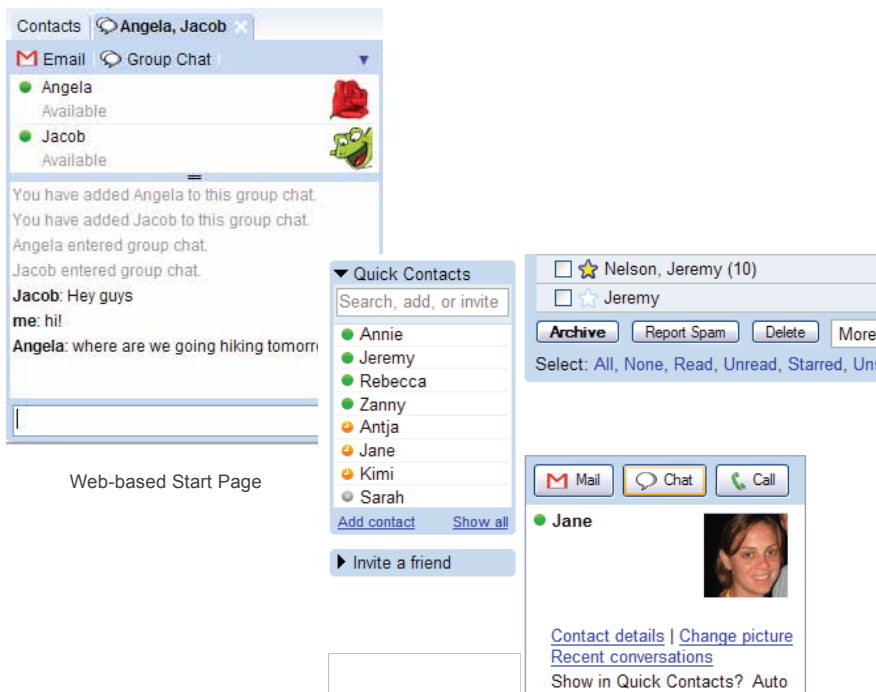 Contacts Angela, Jacob
Email Group Chat
Angela
Available
Jacob
Available
You have added Angela to this group chat.
You have added Jacob to this group chat.
Angela entered group chat.
Jacob entered group chat.
Jacob: Hey guys
me: hi!
Angela: where are we going hiking tomorr
Web-based Start Page
Quick Contacts
Search, add, or invite
Annie
Jeremy
Rebecca
Zanny
Antja
Jane
Kimi
Sarah
Add contact Show all
Invite a friend
Nelson, Jeremy (10)
Jeremy
Archive Report Spam Delete More
Select: All, None, Read, Unread, Starred, Uns
Mail Chat Call
Jane
Contact details | Change picture
Recent conversations
Show in Quick Contacts? Auto